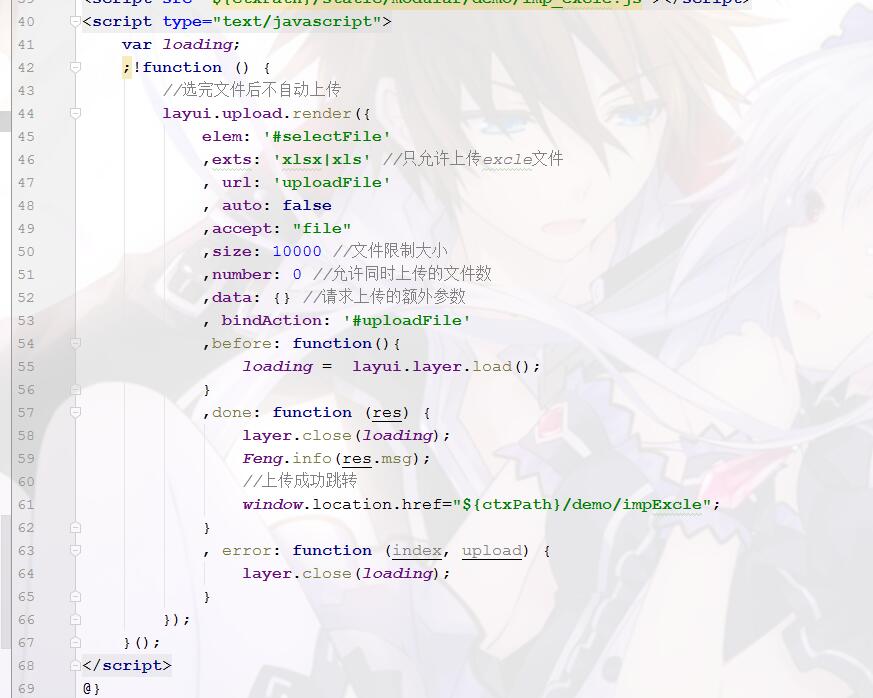 39 <script src="${ctxPath}/static/modular/demo/imp_excle.js"></script>
40 <script type="text/javascript">
41 var loading;
42 ;!function () {
43 //选完文件后不自动上传
44 layui.upload.render({
45 elem: '#selectFile'
46 ,exts: 'xlsx|xls' //只允许上传excle文件
47 , url: 'uploadFile'
48 , auto: false
49 ,accept: "file"
50 ,size: 10000 //文件限制大小
51 ,number: 0 //允许同时上传的文件数
52 ,data: {} //请求上传的额外参数
53 , bindAction: '#uploadFile'
54 ,before: function(){
55 loading =  layui.layer.load();
56 }
57 ,done: function (res) {
58 layer.close(loading);
59 Feng.info(res.msg);
60 //上传成功跳转
61 window.location.href="${ctxPath}/demo/impExcle";
62 }
63 , error: function (index, upload) {
64 layer.close(loading);
65 }
66 });
67 }();
68 </script>
69 @}